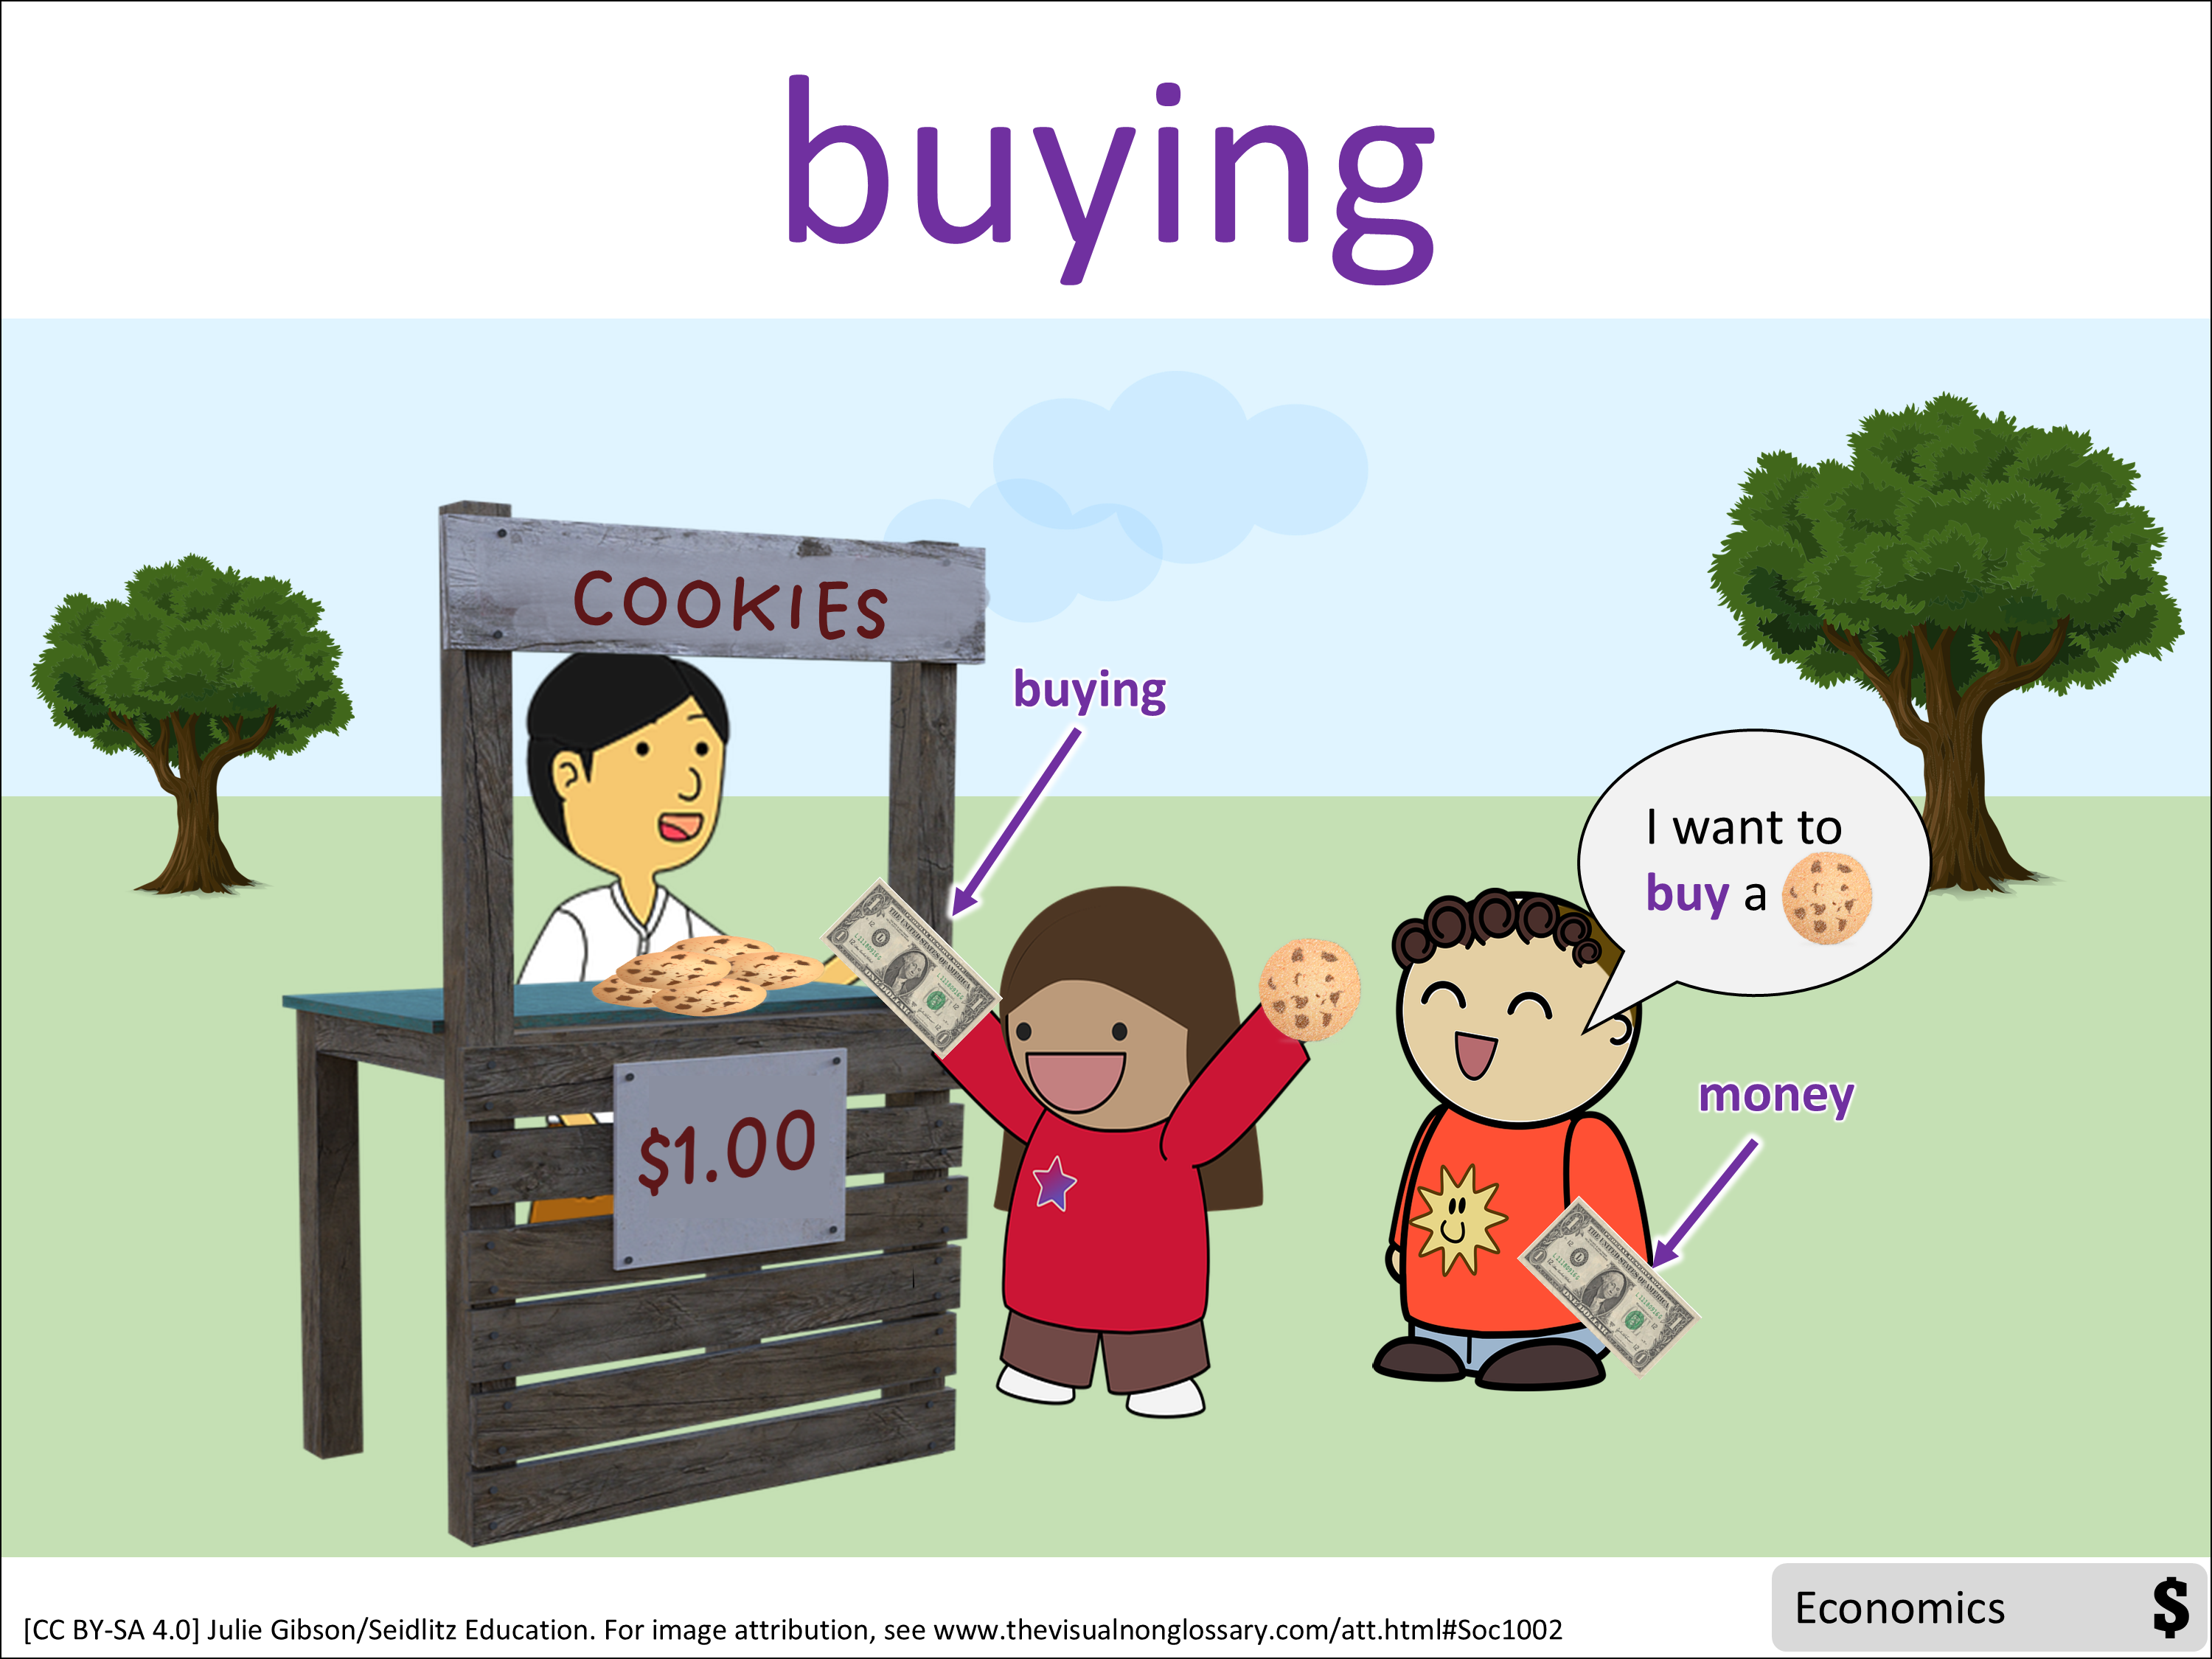 buying
COOKIES
buying
I want to
buy a
money
$1.00
[CC BY-SA 4.0] Julie Gibson/Seidlitz Education. For image attribution, see www.thevisualnonglossary.com/att.html#Soc1002
Economics $